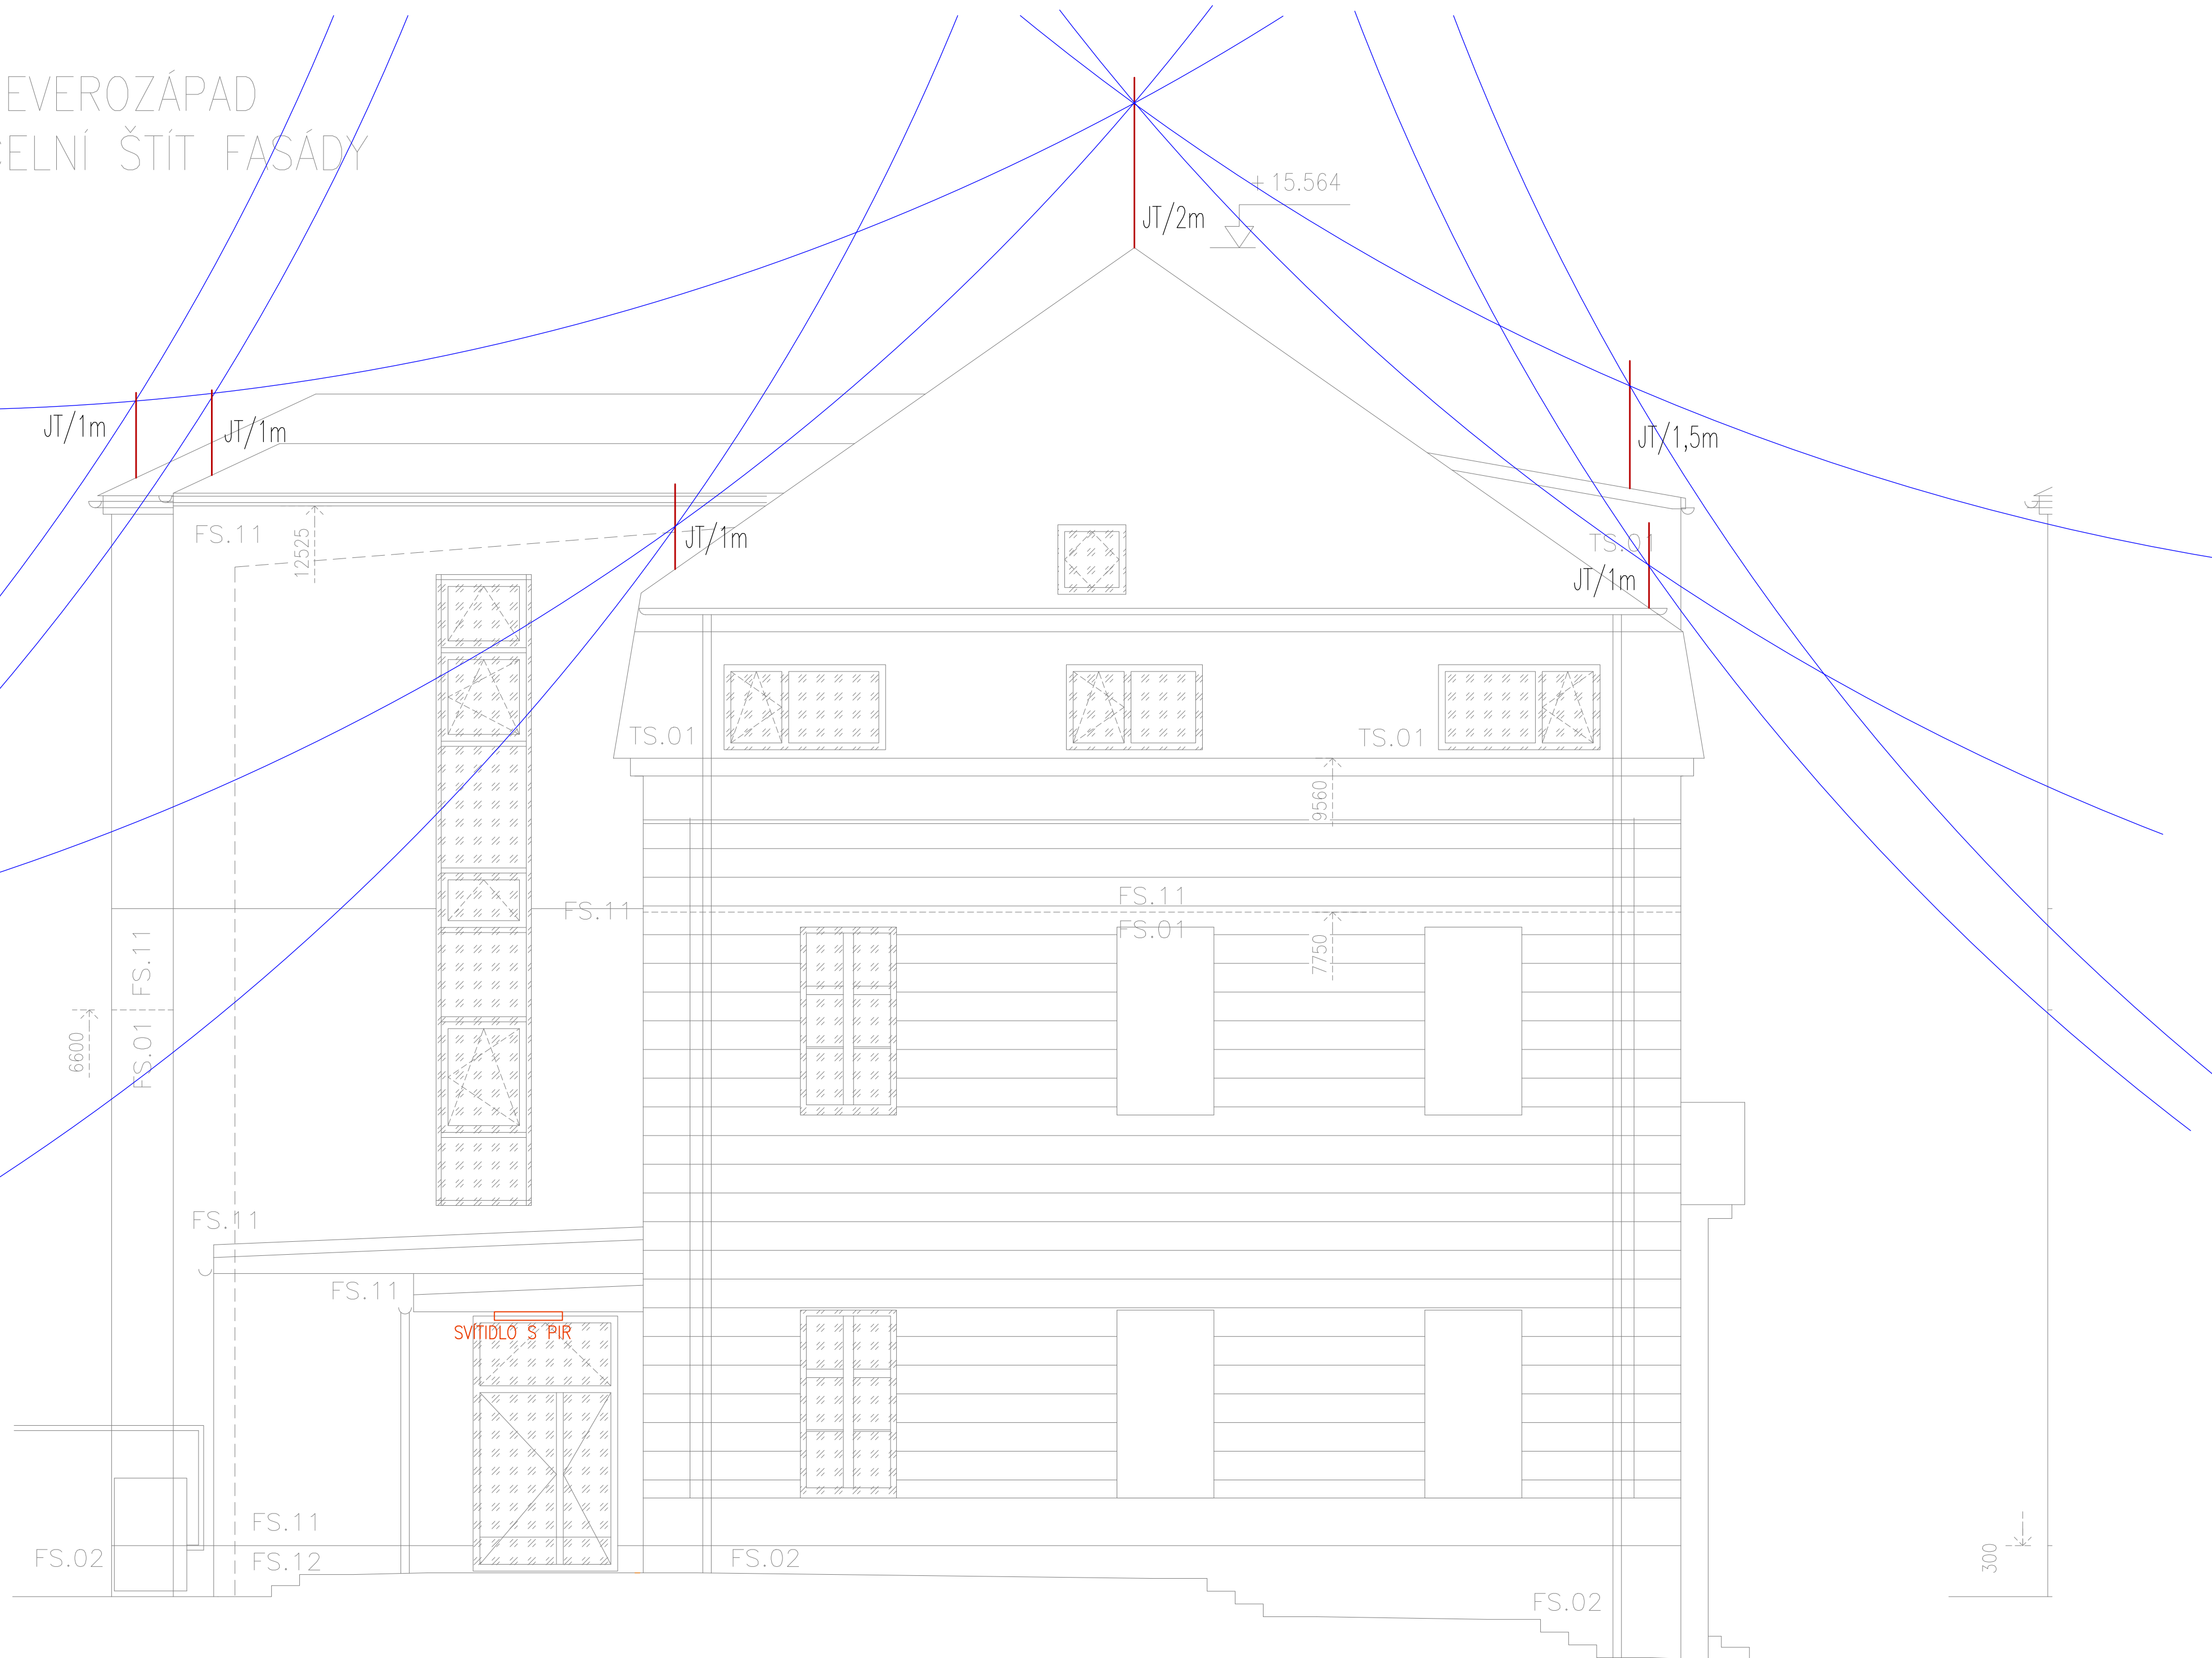 EVEROZÁPAD
ELNÍ ŠTÍT FASÁDY
+15.564
JT/2m
JT/1m
JT/1m
JT/1,5m
JT/1m
JT/1m
FS.11
12525
TS.01
TS.01
TS.01
9560
FS.11
FS.11
FS.01
7750
FS.11
FS.01
6600
FS.11
FS.11
SVÍTIDLO S PIR
FS.11
FS.12
FS.02
FS.02
FS.02
300